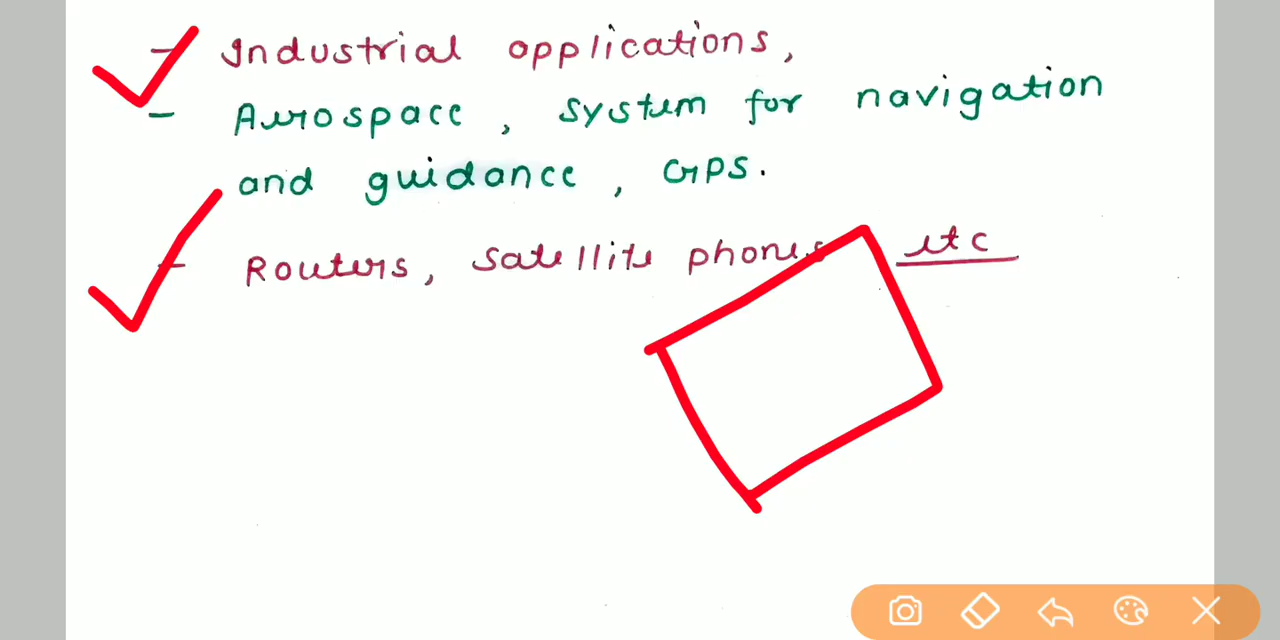 - Industrial applications,
- Aerospace, system for navigation
and guidance, GPS.
- Routers, satellite phones etc